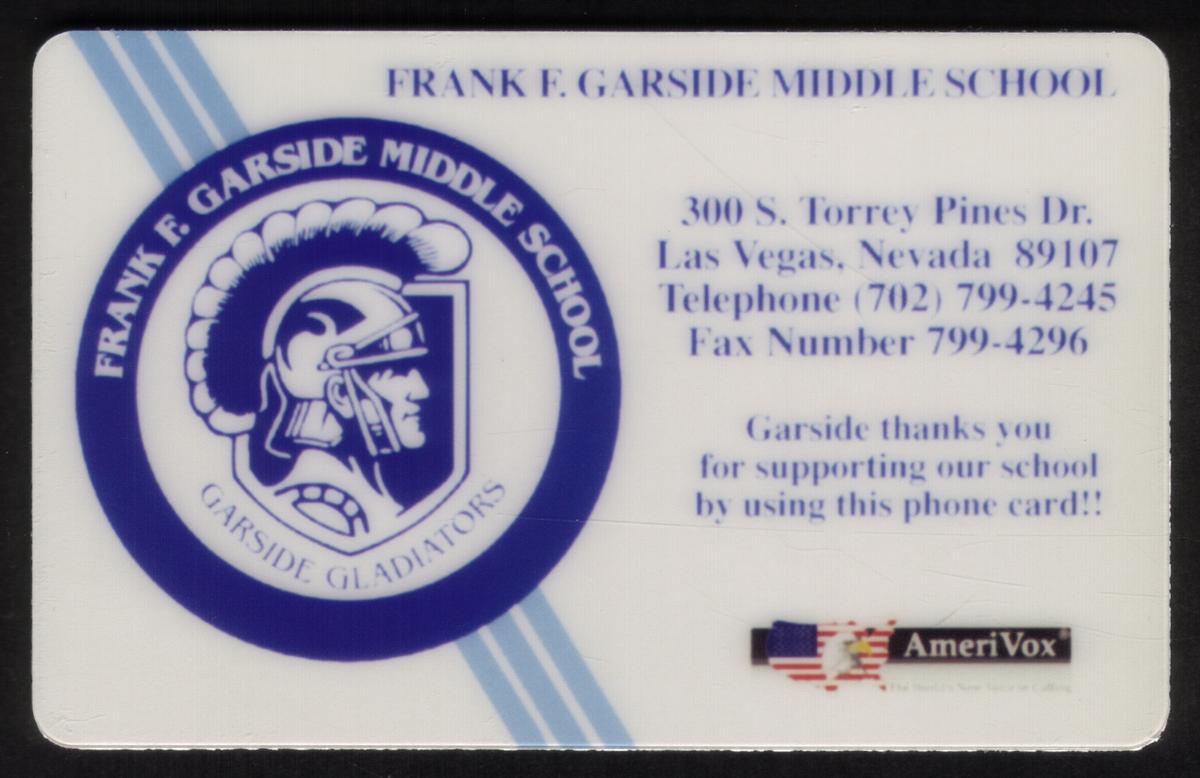 FRANK F. GARSIDE MIDDLE SCHOOL
FRANK F. GARSIDE MIDDLE SCHOOL
GARSIDE GLADIATORS
300 S. Torrey Pines Dr.
Las Vegas, Nevada 89107
Telephone (702) 799-4245
Fax Number 799-4296
Garside thanks you
for supporting our school
by using this phone card!!
AmeriVox®